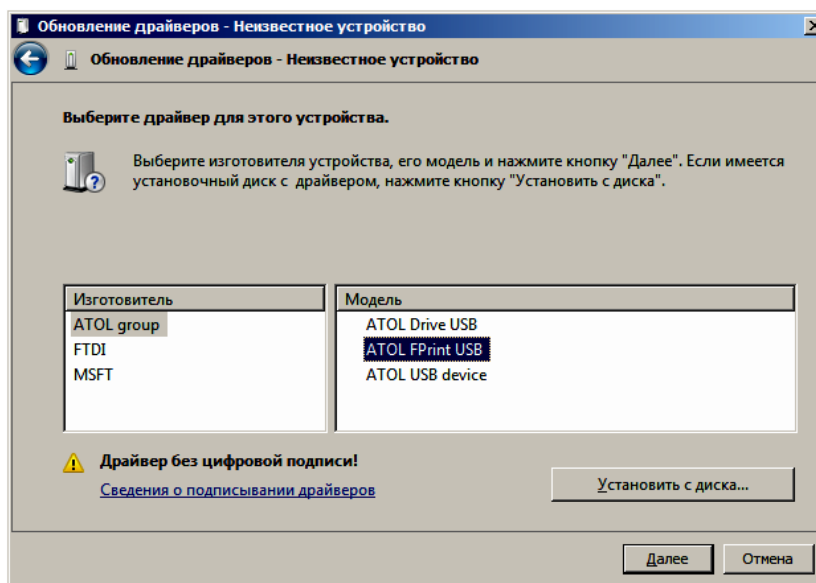 Обновление драйверов - Неизвестное устройство
Обновление драйверов - Неизвестное устройство
Выберите драйвер для этого устройства.
Выберите изготовителя устройства, его модель и нажмите кнопку "Далее". Если имеется
установочный диск с драйвером, нажмите кнопку "Установить с диска".
Изготовитель
ATOL group
FTDI
MSFT
Модель
ATOL Drive USB
ATOL FPrint USB
ATOL USB device
Драйвер без цифровой подписи!
Сведения о подписывании драйверов
Установить с диска...
Далее
Отмена